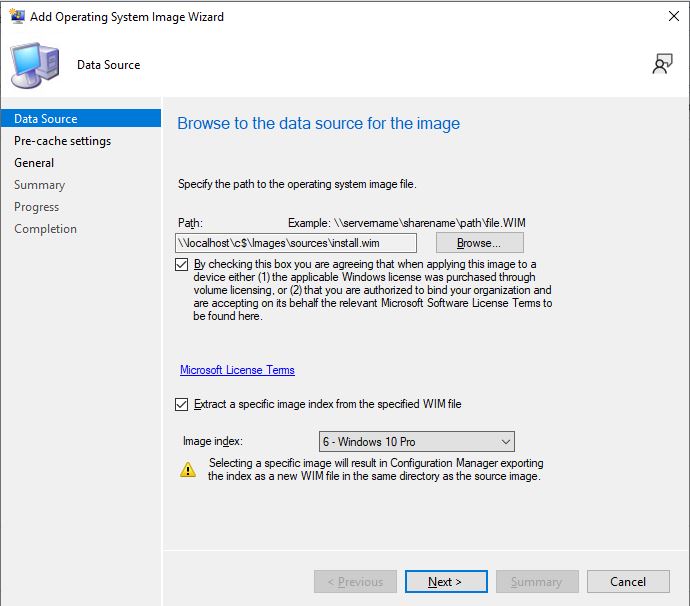 Add Operating System Image Wizard
Data Source
Data Source
Pre-cache settings
General
Summary
Progress
Completion
Browse to the data source for the image
Specify the path to the operating system image file.
Path: Example: \\servername\sharename\path\file.WIM
\\localhost\c$\Images\sources\install.wim Browse...
By checking this box you are agreeing that when applying this image to a
device either (1) the applicable Windows license was purchased through
volume licensing, or (2) that you are authorized to bind your organization and
are accepting on its behalf the relevant Microsoft Software License Terms to
be found here.
Microsoft License Terms
Extract a specific image index from the specified WIM file
Image index: 6 - Windows 10 Pro
Selecting a specific image will result in Configuration Manager exporting
the index as a new WIM file in the same directory as the source image.
< Previous Next > Summary Cancel